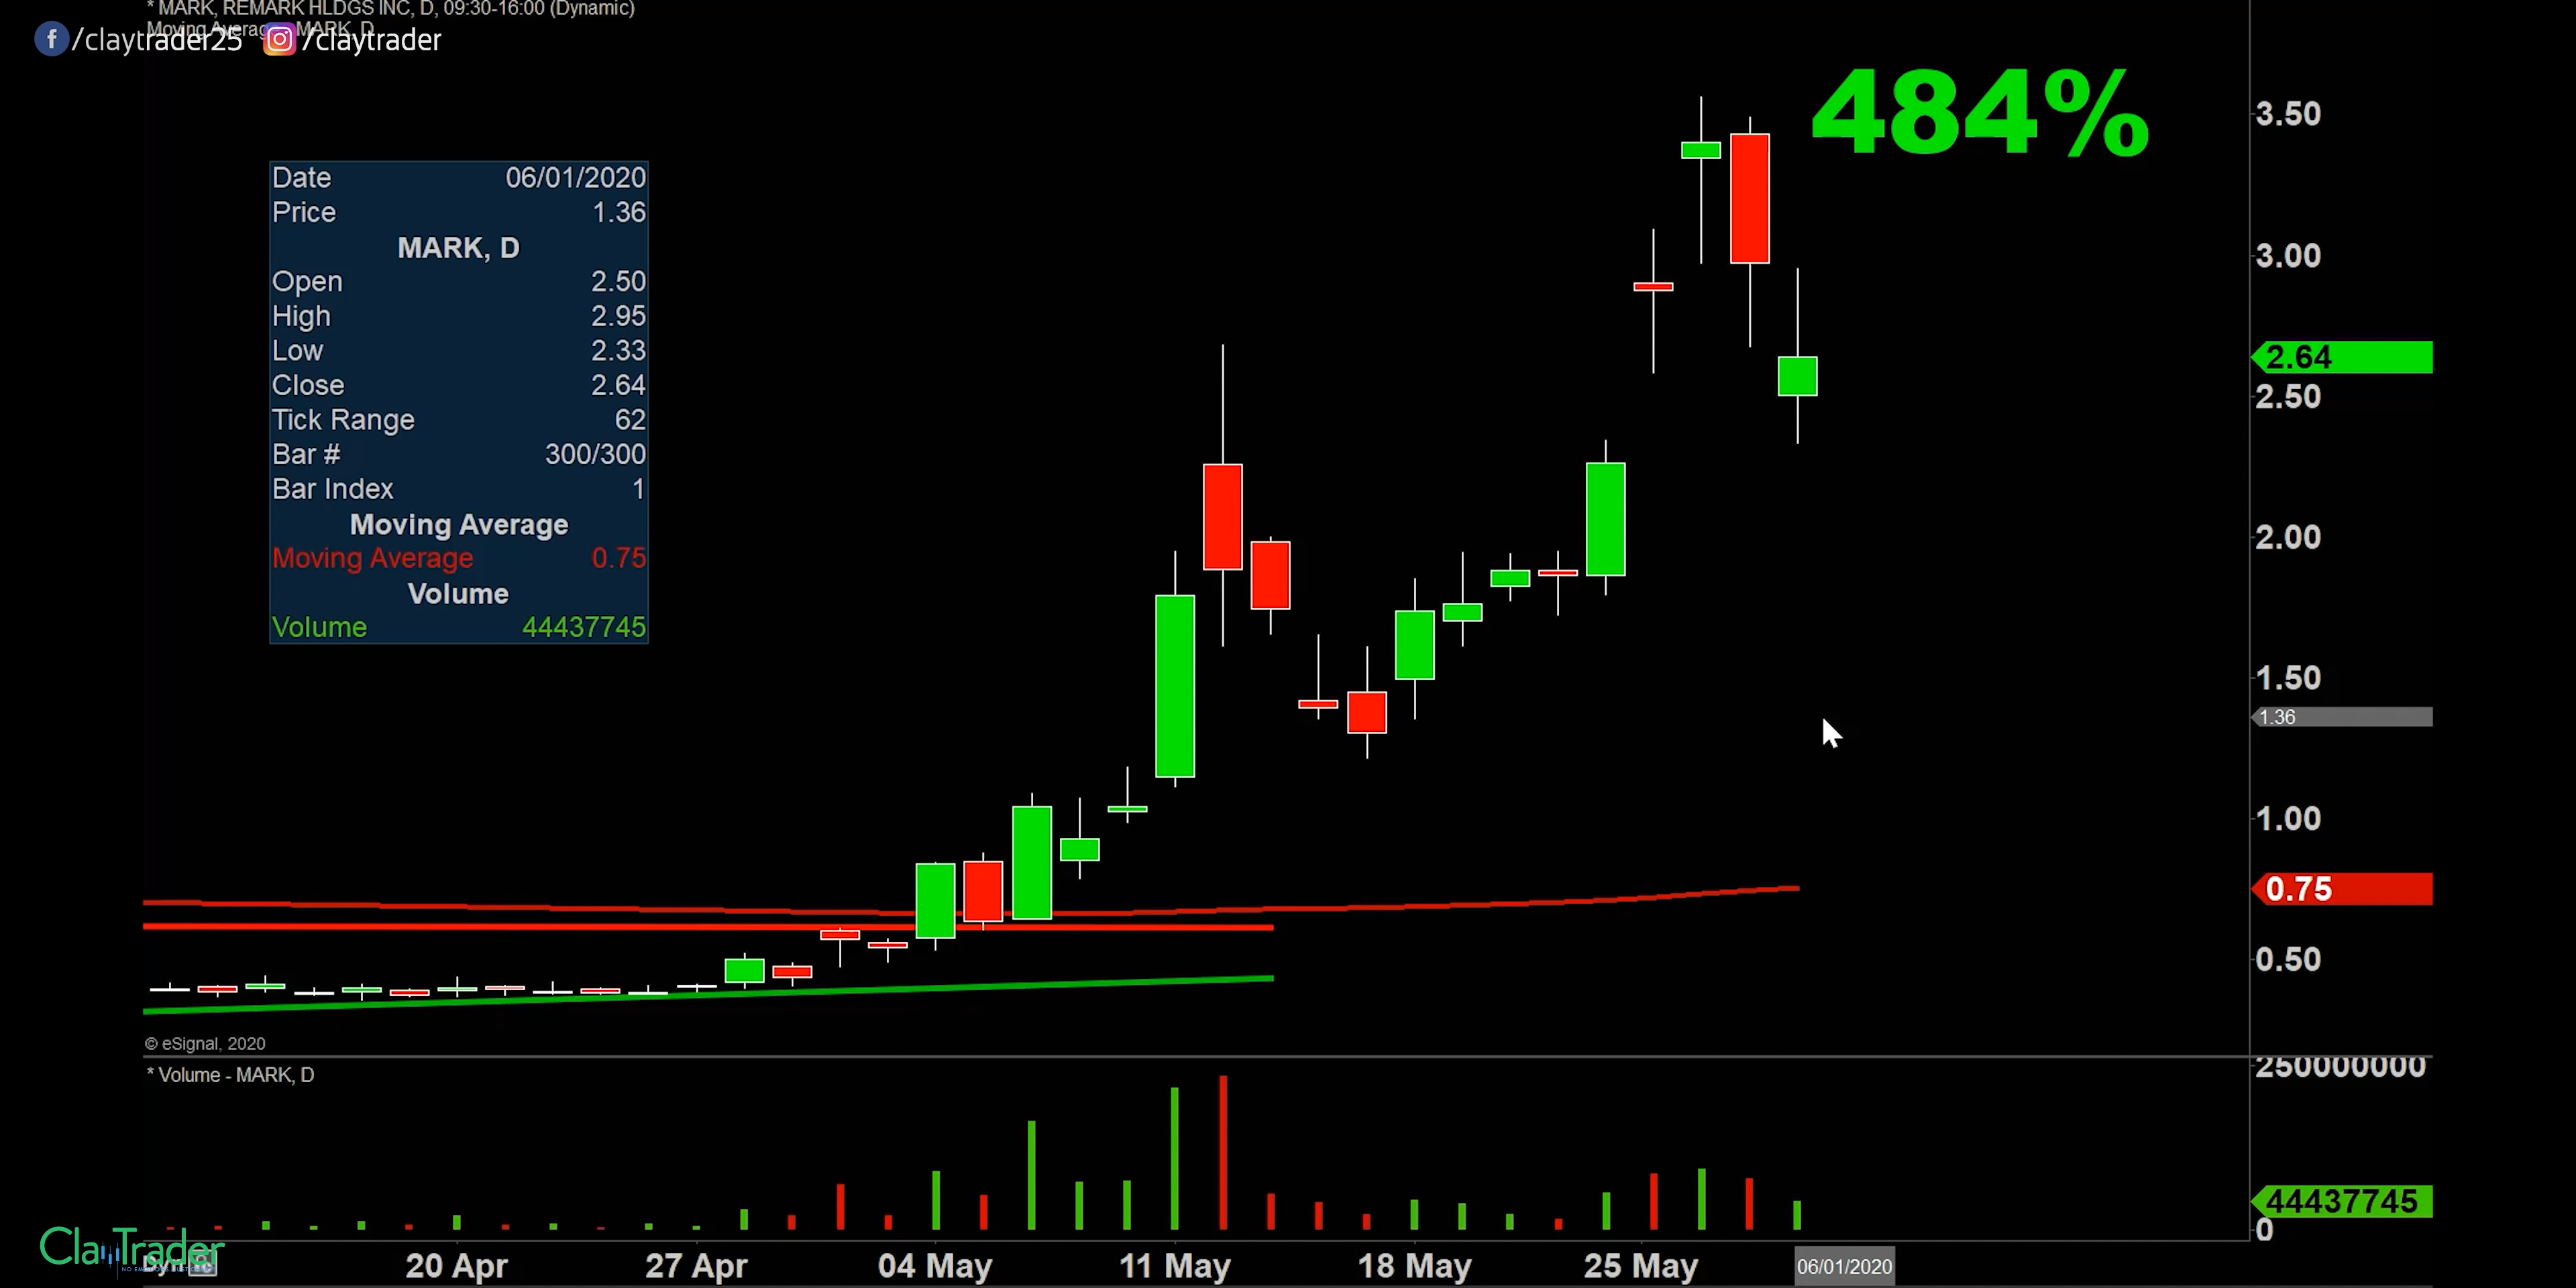 * MARK, REMARK HLDGS INC, D, 09:30-16:00 (Dynamic)
Moving Average - MARK, D
f /claytrader25 /claytrader
484%
Date 06/01/2020
Price 1.36
MARK, D
Open 2.50
High 2.95
Low 2.33
Close 2.64
Tick Range 62
Bar # 300/300
Bar Index 1
Moving Average
Moving Average 0.75
Volume
Volume 44437745
3.50
3.00
2.64
2.50
2.00
1.50
1.36
1.00
0.75
0.50
© eSignal, 2020
* Volume - MARK, D
250000000
44437745
0
ClayTrader
20 Apr 27 Apr 04 May 11 May 18 May 25 May 06/01/2020